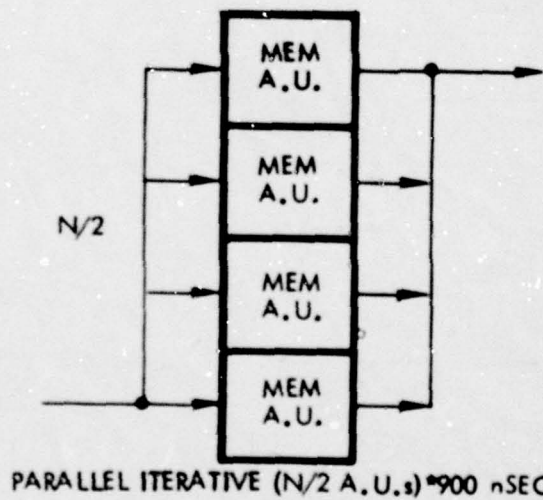 MEM
A.U.
MEM
A.U.
N/2
MEM
A.U.
MEM
A.U.
PARALLEL ITERATIVE (N/2 A.U.s)*900 nSEC